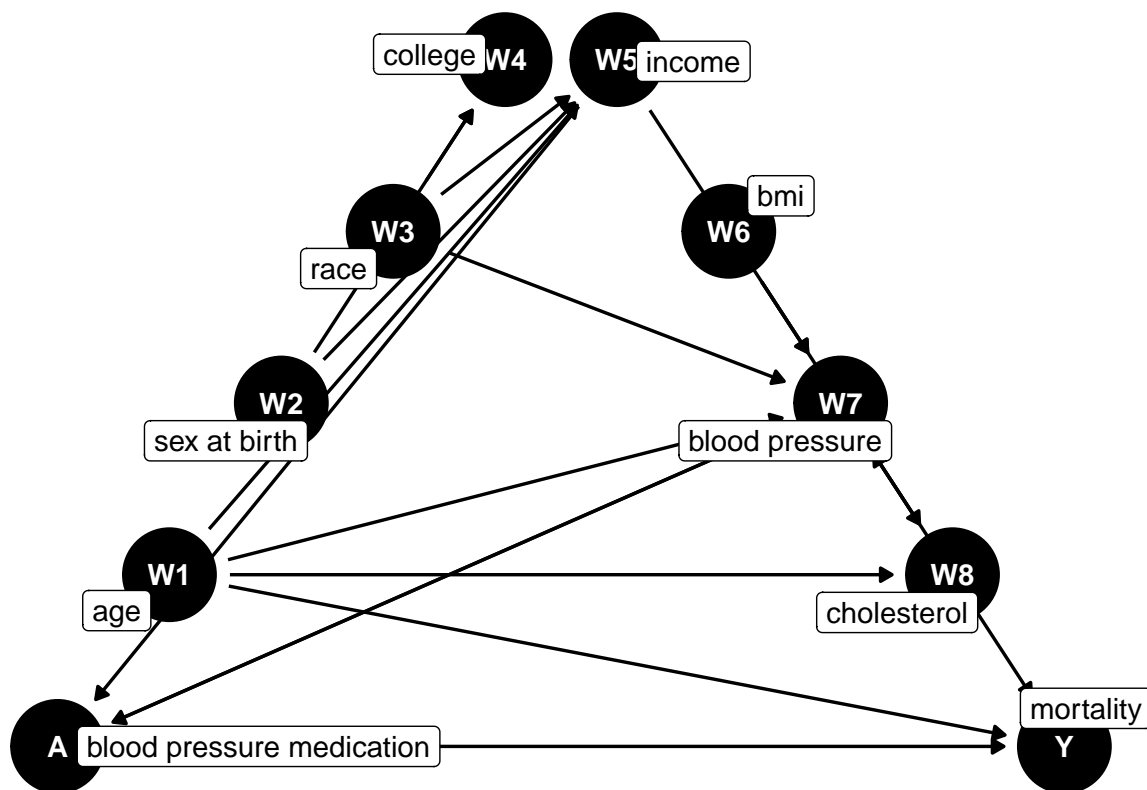 college
W4
W5
income
bmi
W3
W6
race
W2
W7
sex at birth
blood pressure
W1
W8
age
cholesterol
mortality
A
blood pressure medication
Y